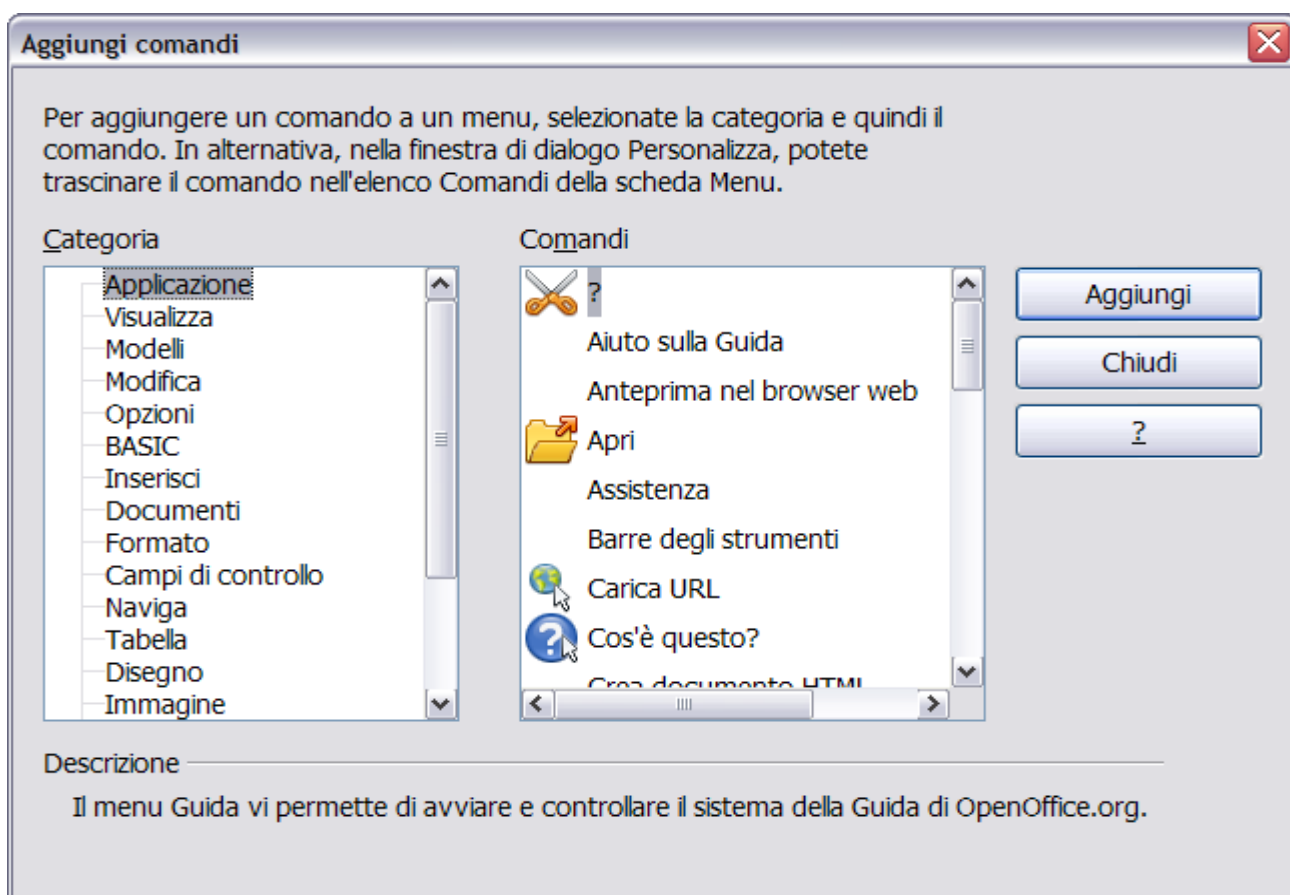 Aggiungi comandi
Per aggiungere un comando a un menu, selezionate la categoria e quindi il
comando. In alternativa, nella finestra di dialogo Personalizza, potete
trascinare il comando nell'elenco Comandi della scheda Menu.
Categoria
Applicazione
Visualizza
Modelli
Modifica
Opzioni
BASIC
Inserisci
Documenti
Formato
Campi di controllo
Naviga
Tabella
Disegno
Immagine
Comandi
?
Aiuto sulla Guida
Anteprima nel browser web
Apri
Assistenza
Barre degli strumenti
Carica URL
Cos'è questo?
Crea documento HTML
Aggiungi
Chiudi
?
Descrizione
Il menu Guida vi permette di avviare e controllare il sistema della Guida di OpenOffice.org.